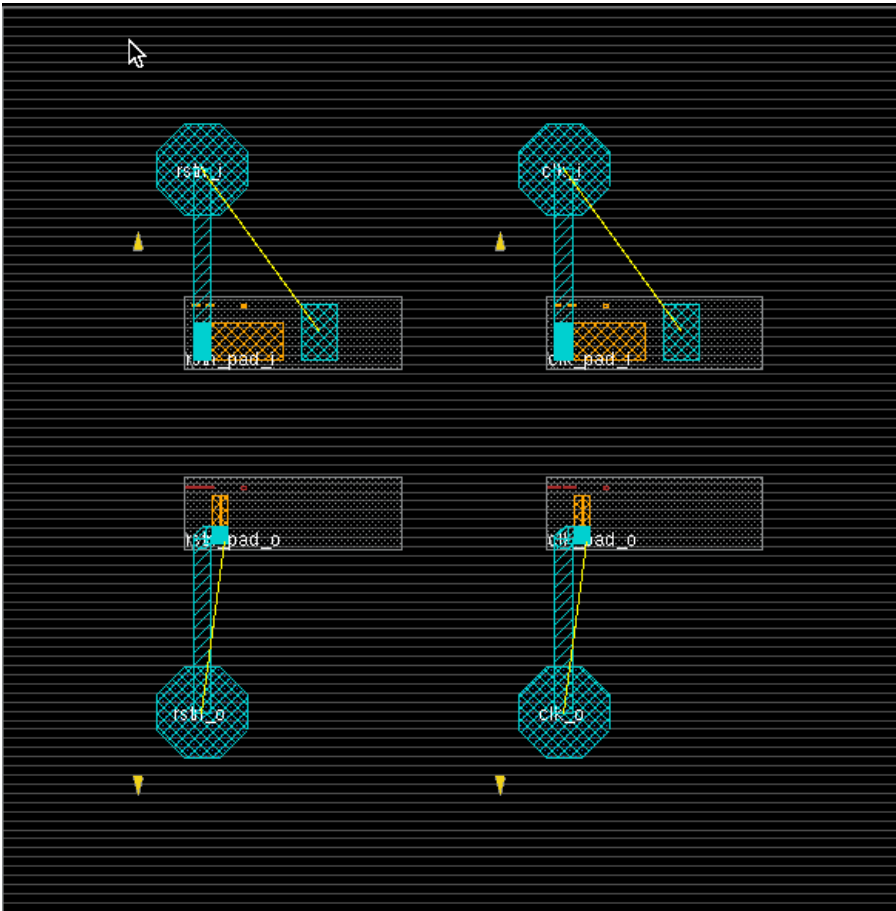 rstn_i
clk_i
rstn_pad_i
clk_pad_i
rstn_pad_o
clk_pad_o
rstn_o
clk_o